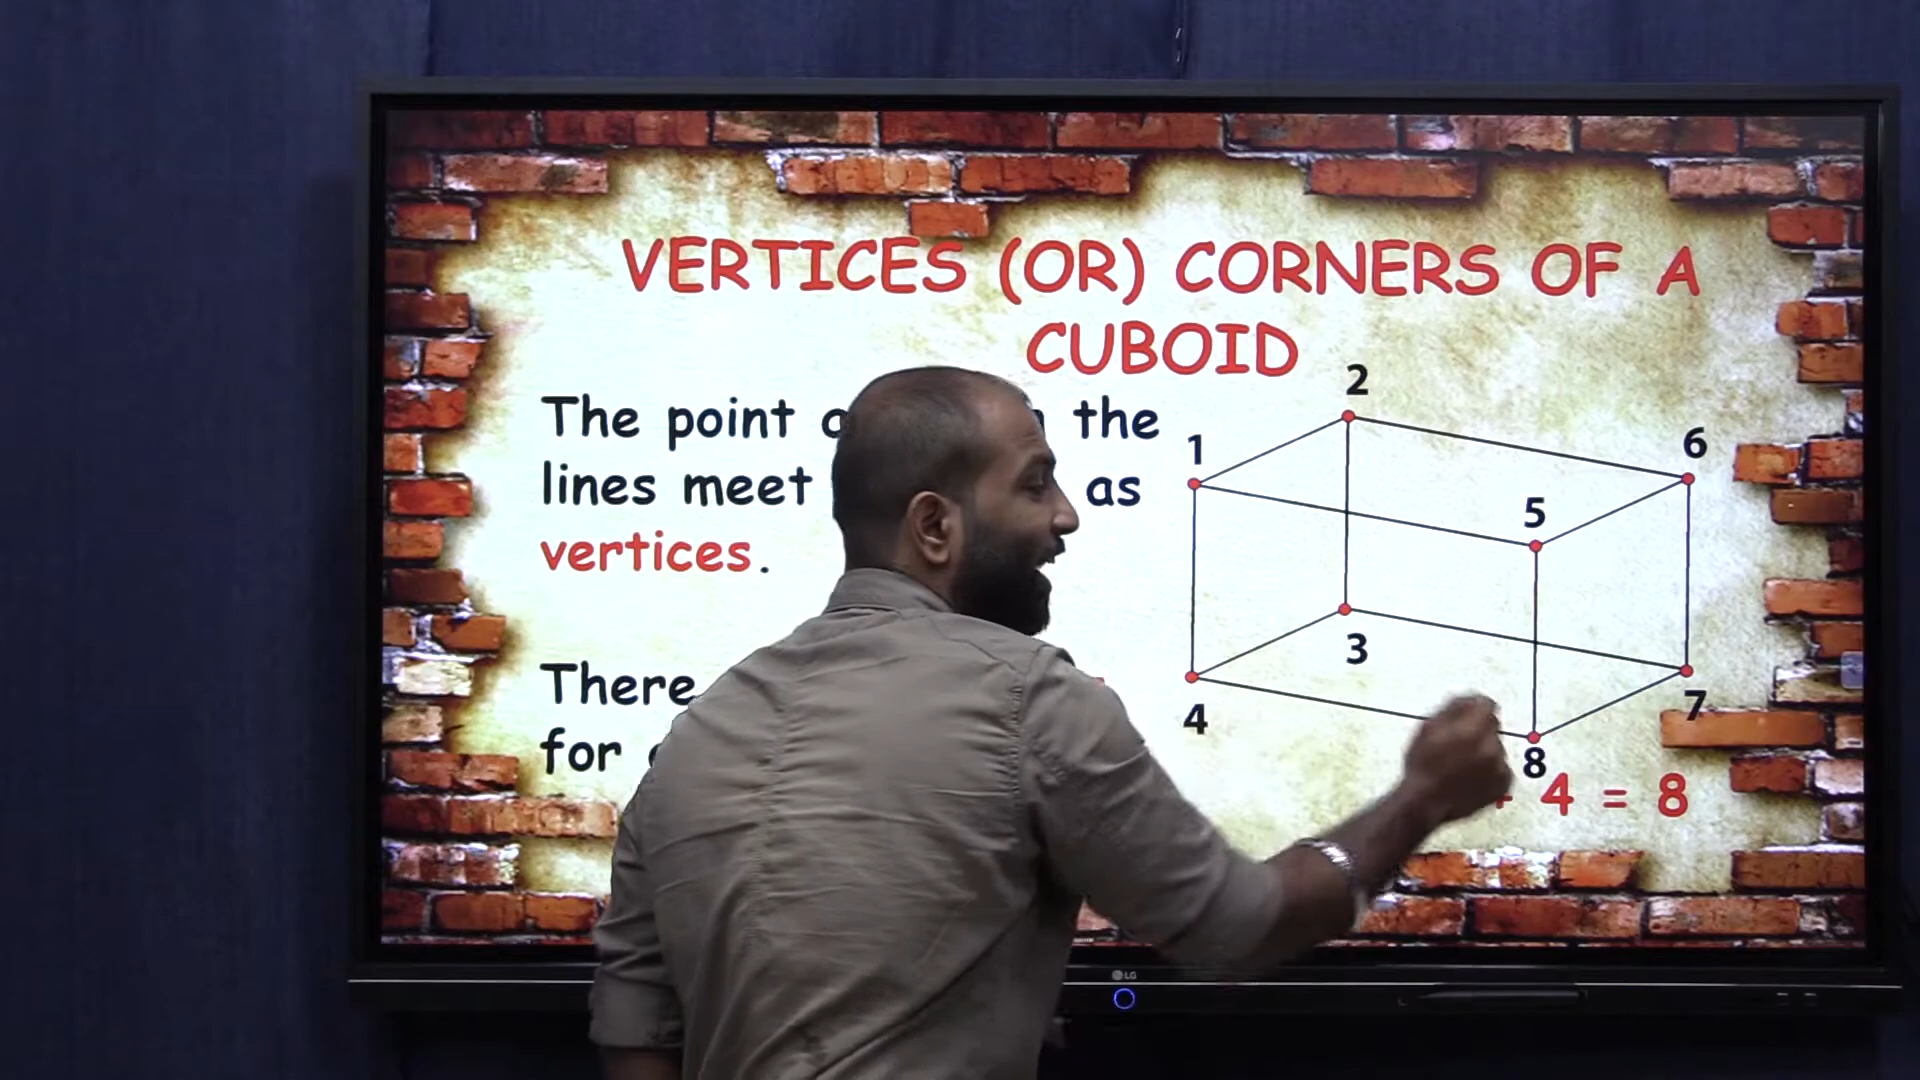 VERTICES (OR) CORNERS OF A
CUBOID
The point the
lines meet as
vertices.
There
for
1
2
6
5
3
4
7
8
+ 4 = 8
LG